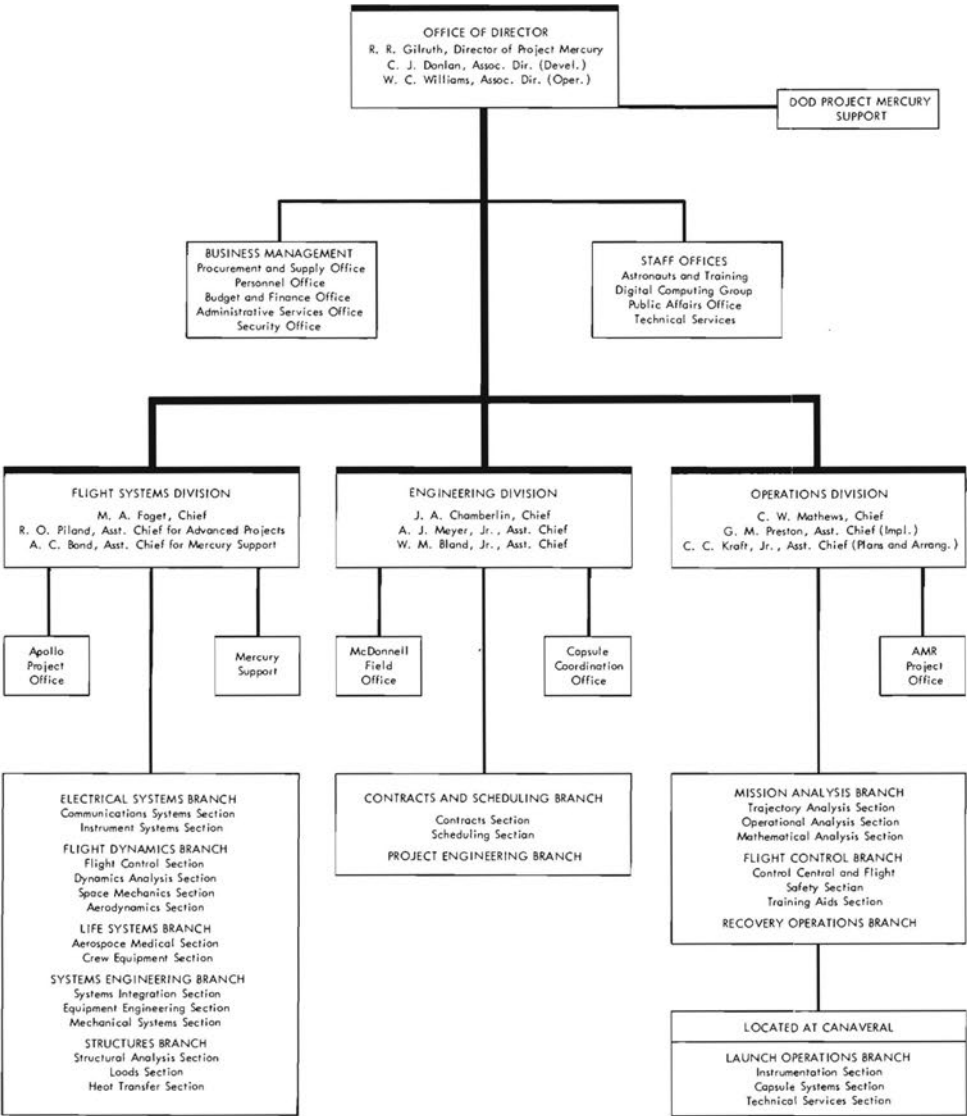 OFFICE OF DIRECTOR
R. R. Gilruth, Director of Project Mercury
C. J. Donlan, Assoc. Dir. (Devel.)
W. C. Williams, Assoc. Dir. (Oper.)
DOD PROJECT MERCURY
SUPPORT
BUSINESS MANAGEMENT
Procurement and Supply Office
Personnel Office
Budget and Finance Office
Administrative Services Office
Security Office
STAFF OFFICES
Astronauts and Training
Digital Computing Group
Public Affairs Office
Technical Services
FLIGHT SYSTEMS DIVISION
M. A. Faget, Chief
R. O. Piland, Asst. Chief for Advanced Projects
A. C. Bond, Asst. Chief for Mercury Support
ENGINEERING DIVISION
J. A. Chamberlin, Chief
A. J. Meyer, Jr., Asst. Chief
W. M. Bland, Jr., Asst. Chief
OPERATIONS DIVISION
C. W. Mathews, Chief
G. M. Preston, Asst. Chief (Impl.)
C. C. Kraft, Jr., Asst. Chief (Plans and Arrang.)
Apollo
Project
Office
Mercury
Support
McDonnell
Field
Office
Capsule
Coordination
Office
AMR
Project
Office
ELECTRICAL SYSTEMS BRANCH
Communications Systems Section
Instrument Systems Section
FLIGHT DYNAMICS BRANCH
Flight Control Section
Dynamics Analysis Section
Space Mechanics Section
Aerodynamics Section
LIFE SYSTEMS BRANCH
Aerospace Medical Section
Crew Equipment Section
SYSTEMS ENGINEERING BRANCH
Systems Integration Section
Equipment Engineering Section
Mechanical Systems Section
STRUCTURES BRANCH
Structural Analysis Section
Loads Section
Heat Transfer Section
CONTRACTS AND SCHEDULING BRANCH
Contracts Section
Scheduling Section
PROJECT ENGINEERING BRANCH
MISSION ANALYSIS BRANCH
Trajectory Analysis Section
Operational Analysis Section
Mathematical Analysis Section
FLIGHT CONTROL BRANCH
Control Central and Flight
Safety Section
Training Aids Section
RECOVERY OPERATIONS BRANCH
LOCATED AT CANAVERAL
LAUNCH OPERATIONS BRANCH
Instrumentation Section
Capsule Systems Section
Technical Services Section